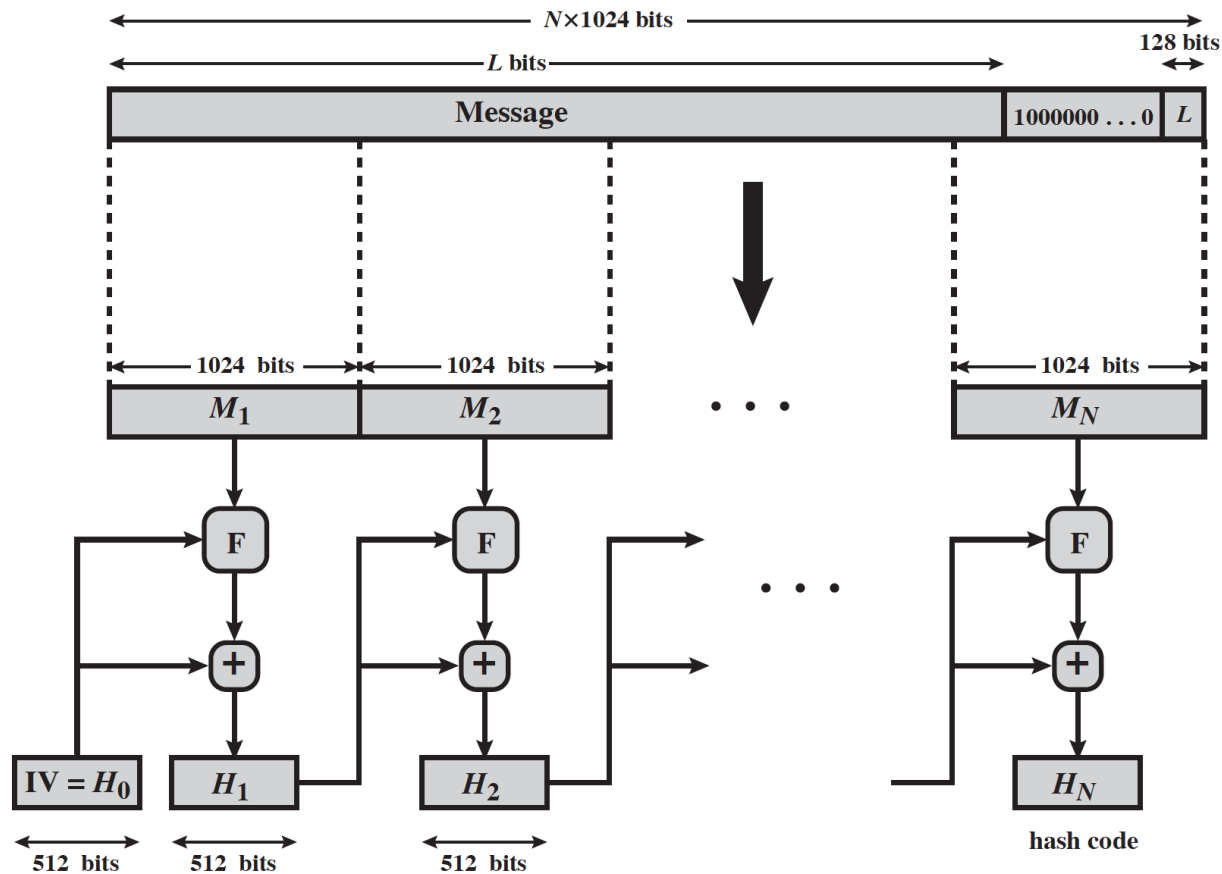 N×1024 bits
128 bits
L bits
Message
1000000 . . . 0
L
1024 bits
1024 bits
1024 bits
M1
M2
. . .
MN
F
F
F
. . .
+
+
+
IV = H0
H1
H2
HN
512 bits
512 bits
512 bits
hash code